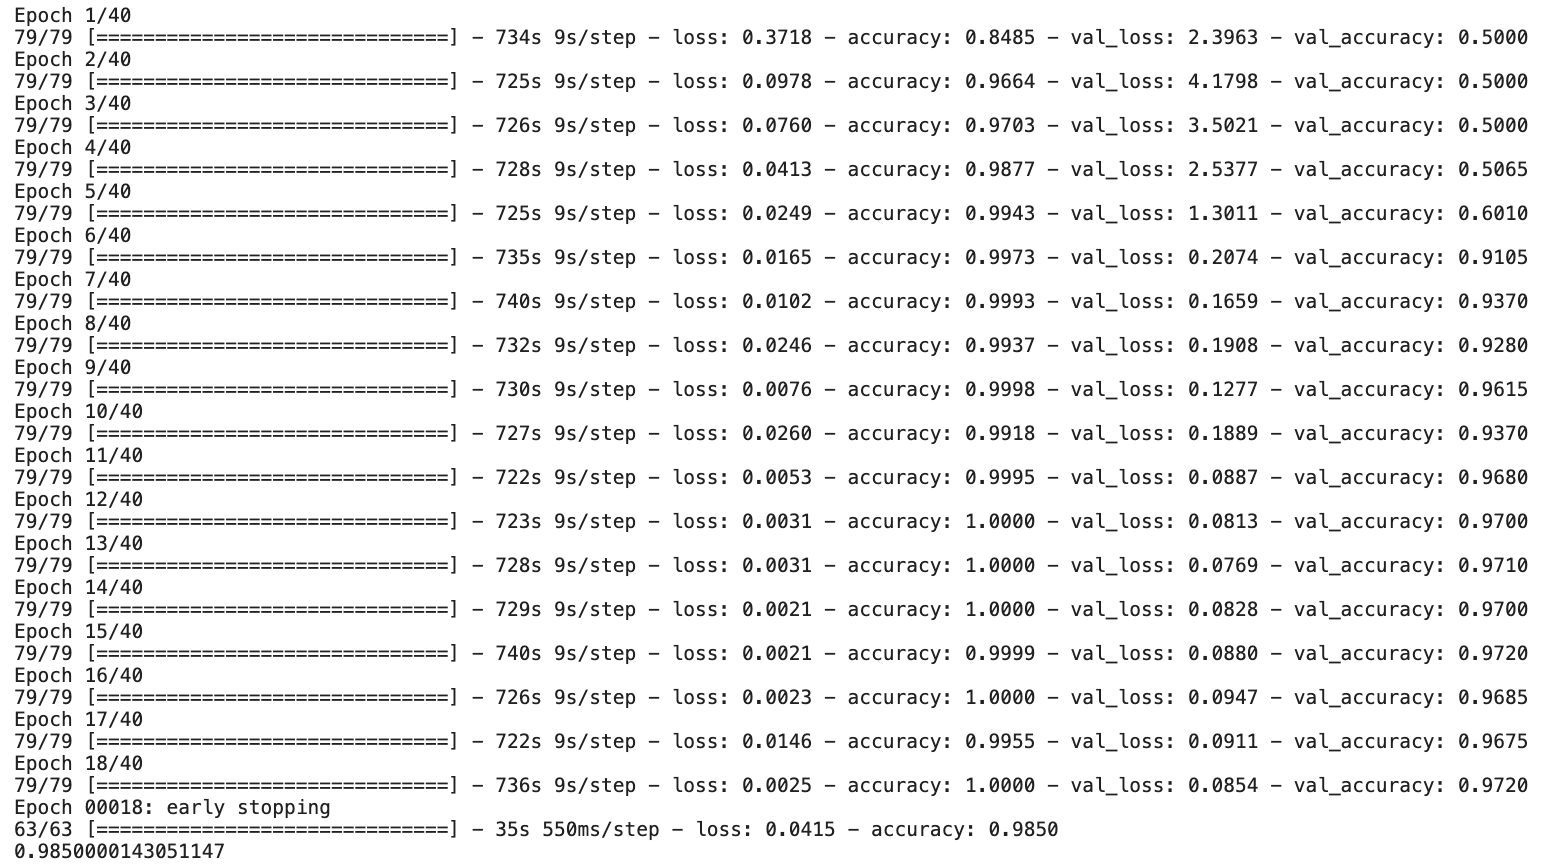 Epoch 1/40
79/79 [==============================] - 734s 9s/step - loss: 0.3718 - accuracy: 0.8485 - val_loss: 2.3963 - val_accuracy: 0.5000
Epoch 2/40
79/79 [==============================] - 725s 9s/step - loss: 0.0978 - accuracy: 0.9664 - val_loss: 4.1798 - val_accuracy: 0.5000
Epoch 3/40
79/79 [==============================] - 726s 9s/step - loss: 0.0760 - accuracy: 0.9703 - val_loss: 3.5021 - val_accuracy: 0.5000
Epoch 4/40
79/79 [==============================] - 728s 9s/step - loss: 0.0413 - accuracy: 0.9877 - val_loss: 2.5377 - val_accuracy: 0.5065
Epoch 5/40
79/79 [==============================] - 725s 9s/step - loss: 0.0249 - accuracy: 0.9943 - val_loss: 1.3011 - val_accuracy: 0.6010
Epoch 6/40
79/79 [==============================] - 735s 9s/step - loss: 0.0165 - accuracy: 0.9973 - val_loss: 0.2074 - val_accuracy: 0.9105
Epoch 7/40
79/79 [==============================] - 740s 9s/step - loss: 0.0102 - accuracy: 0.9993 - val_loss: 0.1659 - val_accuracy: 0.9370
Epoch 8/40
79/79 [==============================] - 732s 9s/step - loss: 0.0246 - accuracy: 0.9937 - val_loss: 0.1908 - val_accuracy: 0.9280
Epoch 9/40
79/79 [==============================] - 730s 9s/step - loss: 0.0076 - accuracy: 0.9998 - val_loss: 0.1277 - val_accuracy: 0.9615
Epoch 10/40
79/79 [==============================] - 727s 9s/step - loss: 0.0260 - accuracy: 0.9918 - val_loss: 0.1889 - val_accuracy: 0.9370
Epoch 11/40
79/79 [==============================] - 722s 9s/step - loss: 0.0053 - accuracy: 0.9995 - val_loss: 0.0887 - val_accuracy: 0.9680
Epoch 12/40
79/79 [==============================] - 723s 9s/step - loss: 0.0031 - accuracy: 1.0000 - val_loss: 0.0813 - val_accuracy: 0.9700
Epoch 13/40
79/79 [==============================] - 728s 9s/step - loss: 0.0031 - accuracy: 1.0000 - val_loss: 0.0769 - val_accuracy: 0.9710
Epoch 14/40
79/79 [==============================] - 729s 9s/step - loss: 0.0021 - accuracy: 1.0000 - val_loss: 0.0828 - val_accuracy: 0.9700
Epoch 15/40
79/79 [==============================] - 740s 9s/step - loss: 0.0021 - accuracy: 0.9999 - val_loss: 0.0880 - val_accuracy: 0.9720
Epoch 16/40
79/79 [==============================] - 726s 9s/step - loss: 0.0023 - accuracy: 1.0000 - val_loss: 0.0947 - val_accuracy: 0.9685
Epoch 17/40
79/79 [==============================] - 722s 9s/step - loss: 0.0146 - accuracy: 0.9955 - val_loss: 0.0911 - val_accuracy: 0.9675
Epoch 18/40
79/79 [==============================] - 736s 9s/step - loss: 0.0025 - accuracy: 1.0000 - val_loss: 0.0854 - val_accuracy: 0.9720
Epoch 00018: early stopping
63/63 [==============================] - 35s 550ms/step - loss: 0.0415 - accuracy: 0.9850
0.9850000143051147